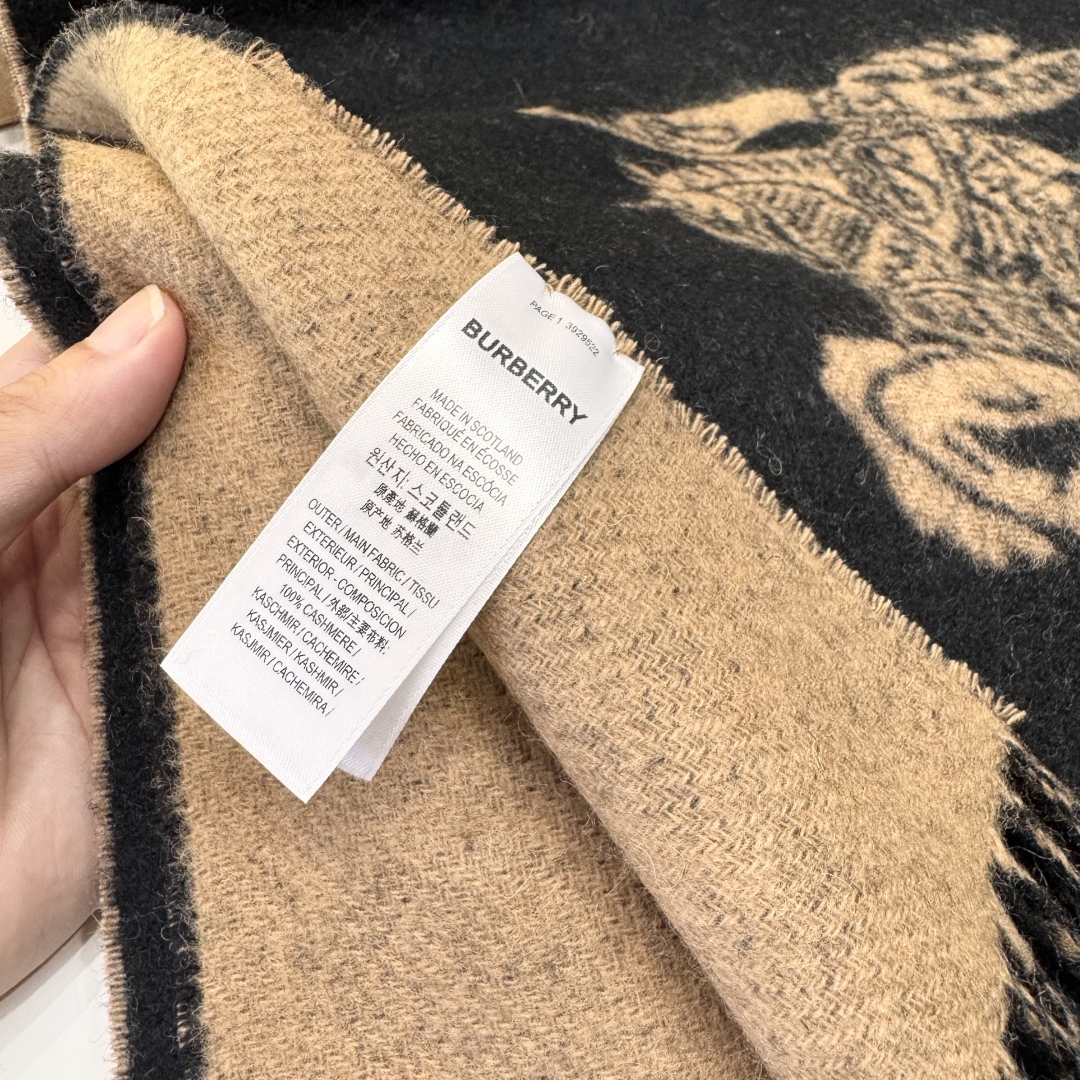 PAGE 1 3929522
BURBERRY
MADE IN SCOTLAND
FABRIQUÉ EN ÉCOSSE
FABRICADO NA ESCÓCIA
HECHO EN ESCOCIA
원산지: 스코틀랜드
原產地 蘇格蘭
原产地 苏格兰
OUTER / MAIN FABRIC / TISSU
EXTERIEUR / PRINCIPAL /
EXTERIOR - COMPOSICION
PRINCIPAL / 外部/主要布料:
100% CASHMERE /
KASCHMIR / CACHEMIRE /
KASJMIER / KASHMIR /
KASJMIR / CACHEMIRA /